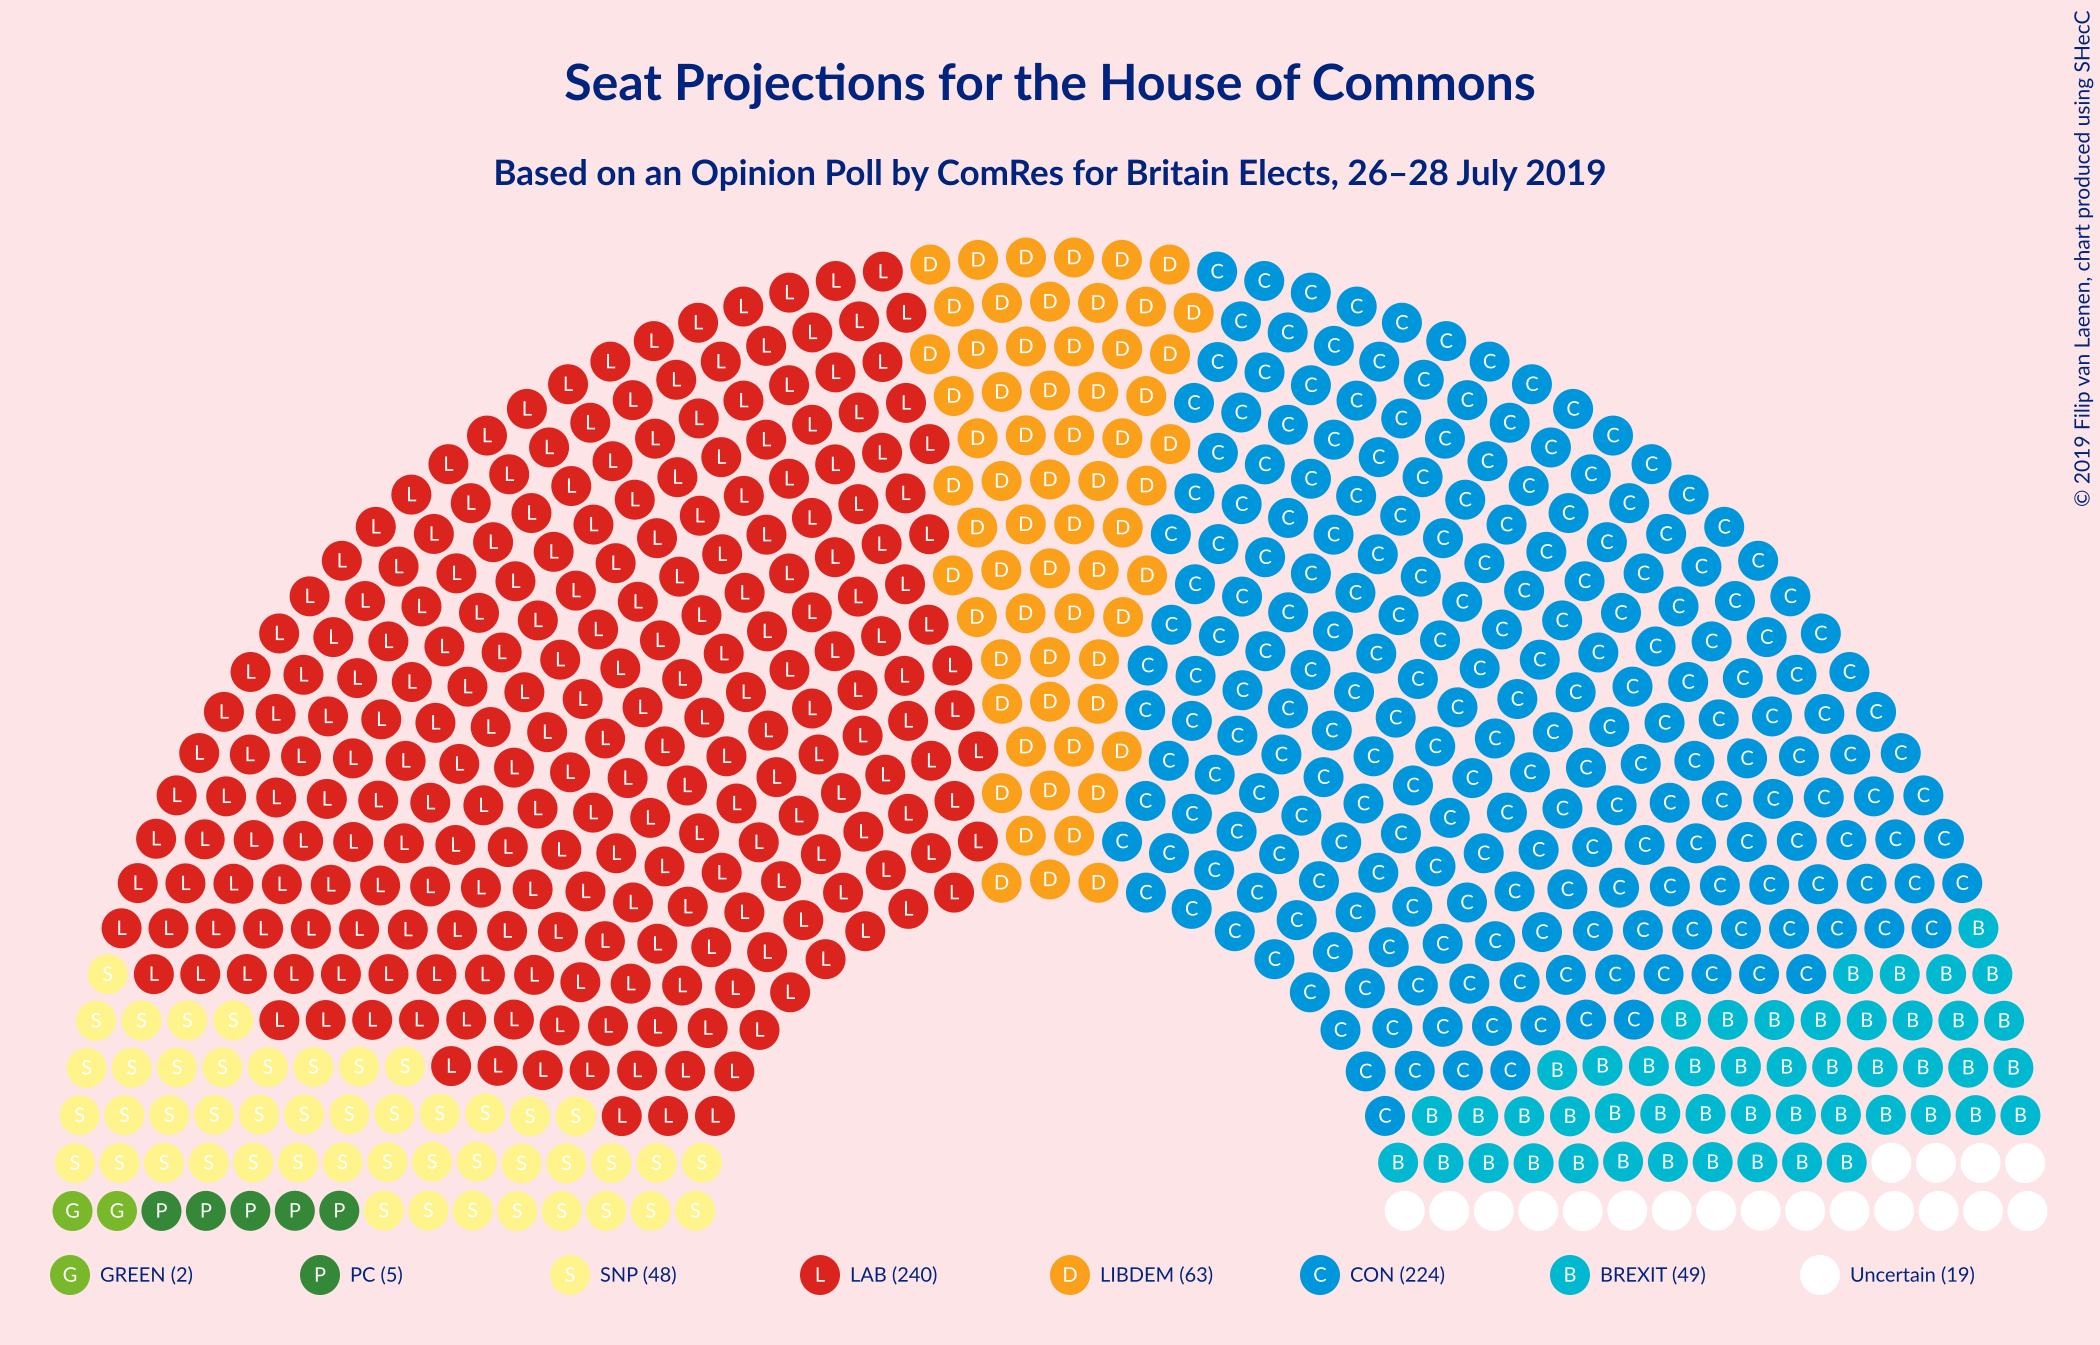 Seat Projections for the House of Commons
Based on an Opinion Poll by ComRes for Britain Elects, 26–28 July 2019
© 2019 Filip van Laenen, chart produced using SHecC
G GREEN (2)
P PC (5)
S SNP (48)
L LAB (240)
D LIBDEM (63)
C CON (224)
B BREXIT (49)
Uncertain (19)